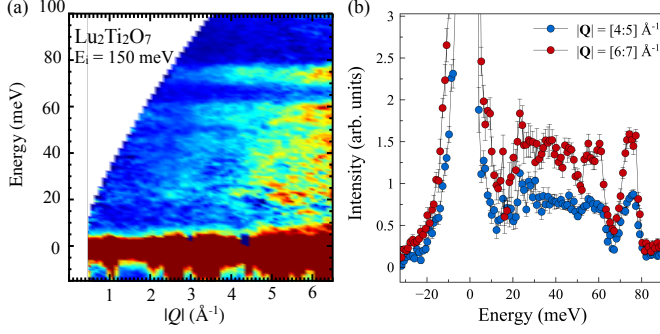 (a)
Lu₂Ti₂O₇
Eᵢ = 150 meV
Energy (meV)
100
80
60
40
20
0
1
2
3
4
5
6
|Q| (Å⁻¹)
(b)
|Q| = [4:5] Å⁻¹
|Q| = [6:7] Å⁻¹
Intensity (arb. units)
3
2.5
2
1.5
1
0.5
0
−20
0
20
40
60
80
Energy (meV)